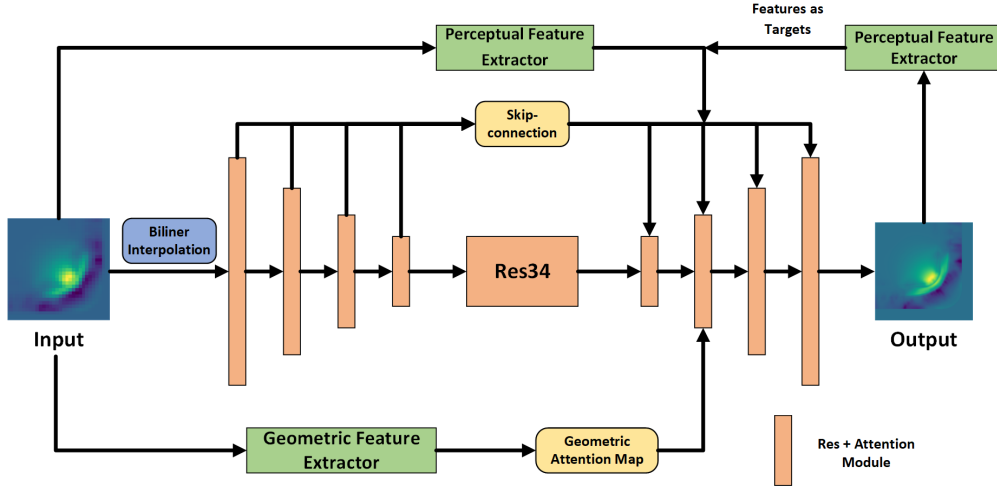 Features as
Targets
Perceptual Feature
Extractor
Perceptual Feature
Extractor
Skip-
connection
Biliner
Interpolation
Res34
Input
Output
Geometric Feature
Extractor
Geometric
Attention Map
Res + Attention
Module